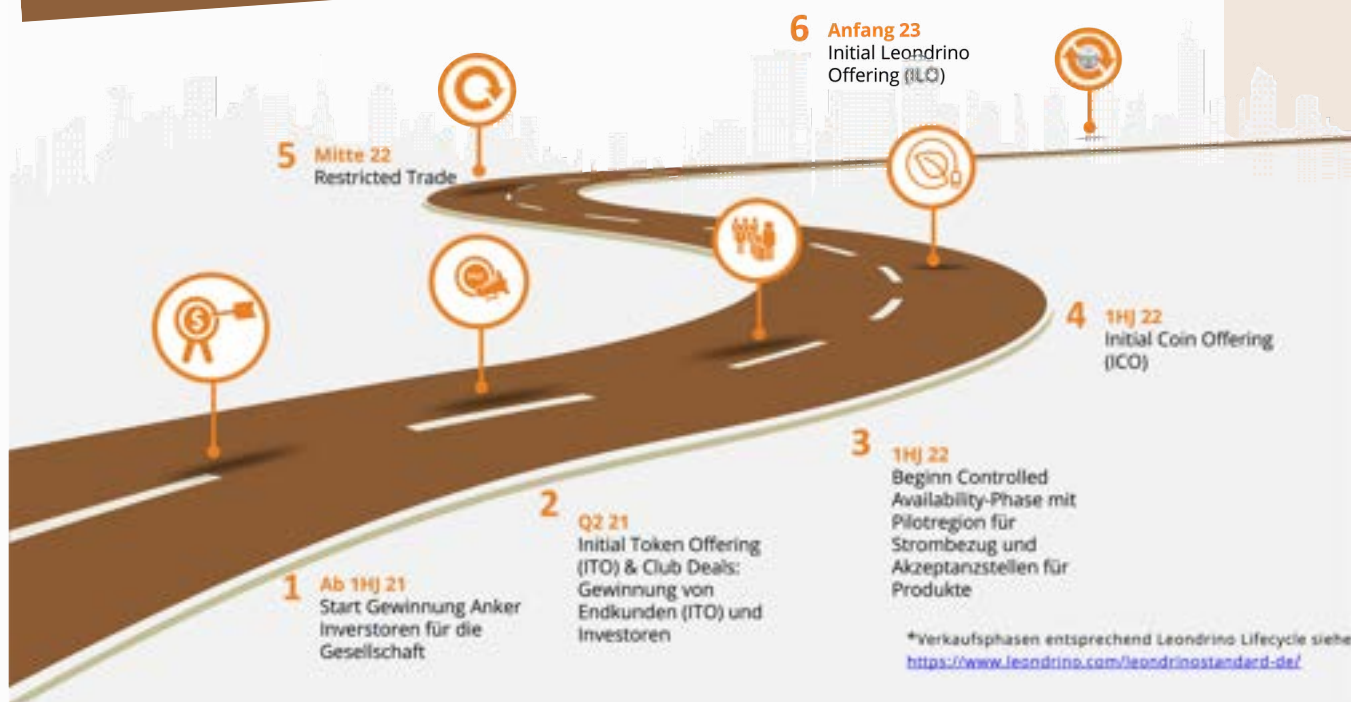 1 Ab 1HJ 21
Start Gewinnung Anker
Inverstoren für die
Gesellschaft
2 Q2 21
Initial Token Offering
(ITO) & Club Deals:
Gewinnung von
Endkunden (ITO) und
Investoren
3 1HJ 22
Beginn Controlled
Availability-Phase mit
Pilotregion für
Strombezug und
Akzeptanzstellen für
Produkte
4 1HJ 22
Initial Coin Offering
(ICO)
5 Mitte 22
Restricted Trade
6 Anfang 23
Initial Leondrino
Offering (ILO)
*Verkaufsphasen entsprechend Leondrino Lifecycle siehe
https://www.leondrino.com/leondrinostandard-de/